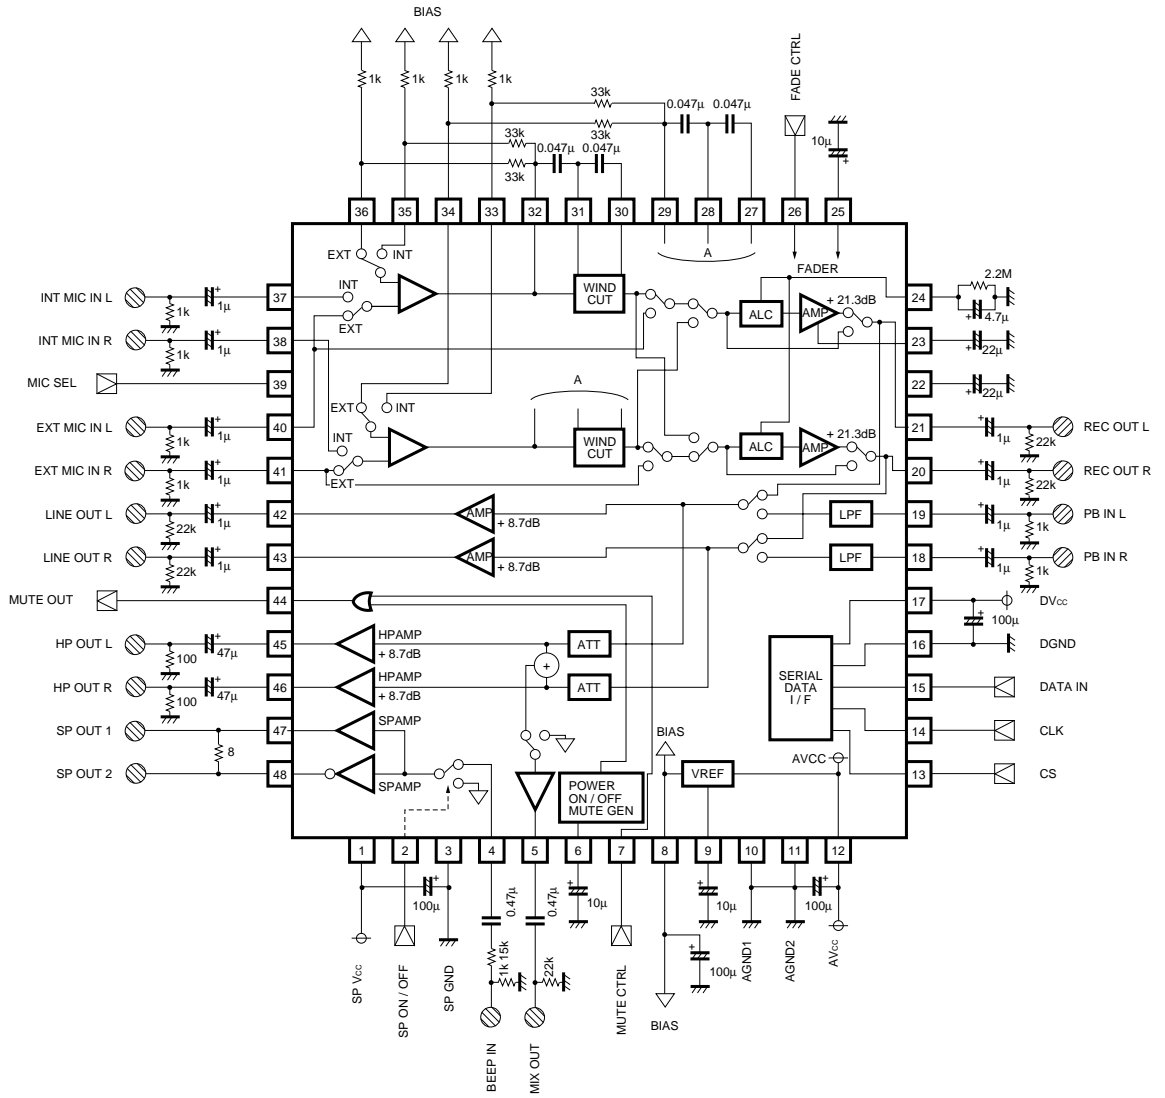 BIAS
1k 1k 1k 1k
33k
0.047μ 0.047μ
33k
33k
0.047μ 0.047μ
33k
FADE CTRL
10μ
+
36 35 34 33 32 31 30 29 28 27 26 25
EXT INT
A
FADER
INT MIC IN L 1k + 1μ 37
INT
EXT
WIND CUT
ALC
AMP
+ 21.3dB
24
2.2M
+ 4.7μ
INT MIC IN R 1k + 1μ 38
23 + 22μ
MIC SEL 39
22 + 22μ
A
EXT INT
EXT MIC IN L 1k + 1μ 40
INT
EXT
WIND CUT
ALC
AMP
+ 21.3dB
21 + 1μ 22k REC OUT L
EXT MIC IN R 1k + 1μ 41
20 + 1μ 22k REC OUT R
LINE OUT L 22k + 1μ 42
AMP
+ 8.7dB
LPF
19 + 1μ 1k PB IN L
LINE OUT R 22k + 1μ 43
AMP
+ 8.7dB
LPF
18 + 1μ 1k PB IN R
MUTE OUT 44
17 + 100μ DVCC
HP OUT L 100 + 47μ 45
HPAMP
+ 8.7dB
ATT
+
16 DGND
HP OUT R 100 + 47μ 46
HPAMP
+ 8.7dB
ATT
SERIAL
DATA
I / F
15 DATA IN
SP OUT 1 8 47
SPAMP
14 CLK
SP OUT 2 48
SPAMP
BIAS
VREF
AVCC
13 CS
POWER
ON / OFF
MUTE GEN
1 2 3 4 5 6 7 8 9 10 11 12
+ 100μ
0.47μ
0.47μ
+ 10μ
+ 10μ
+ 100μ
15k
1k
22k
+ 100μ
SP VCC
SP ON / OFF
SP GND
BEEP IN
MIX OUT
MUTE CTRL
BIAS
AGND1
AGND2
AVCC